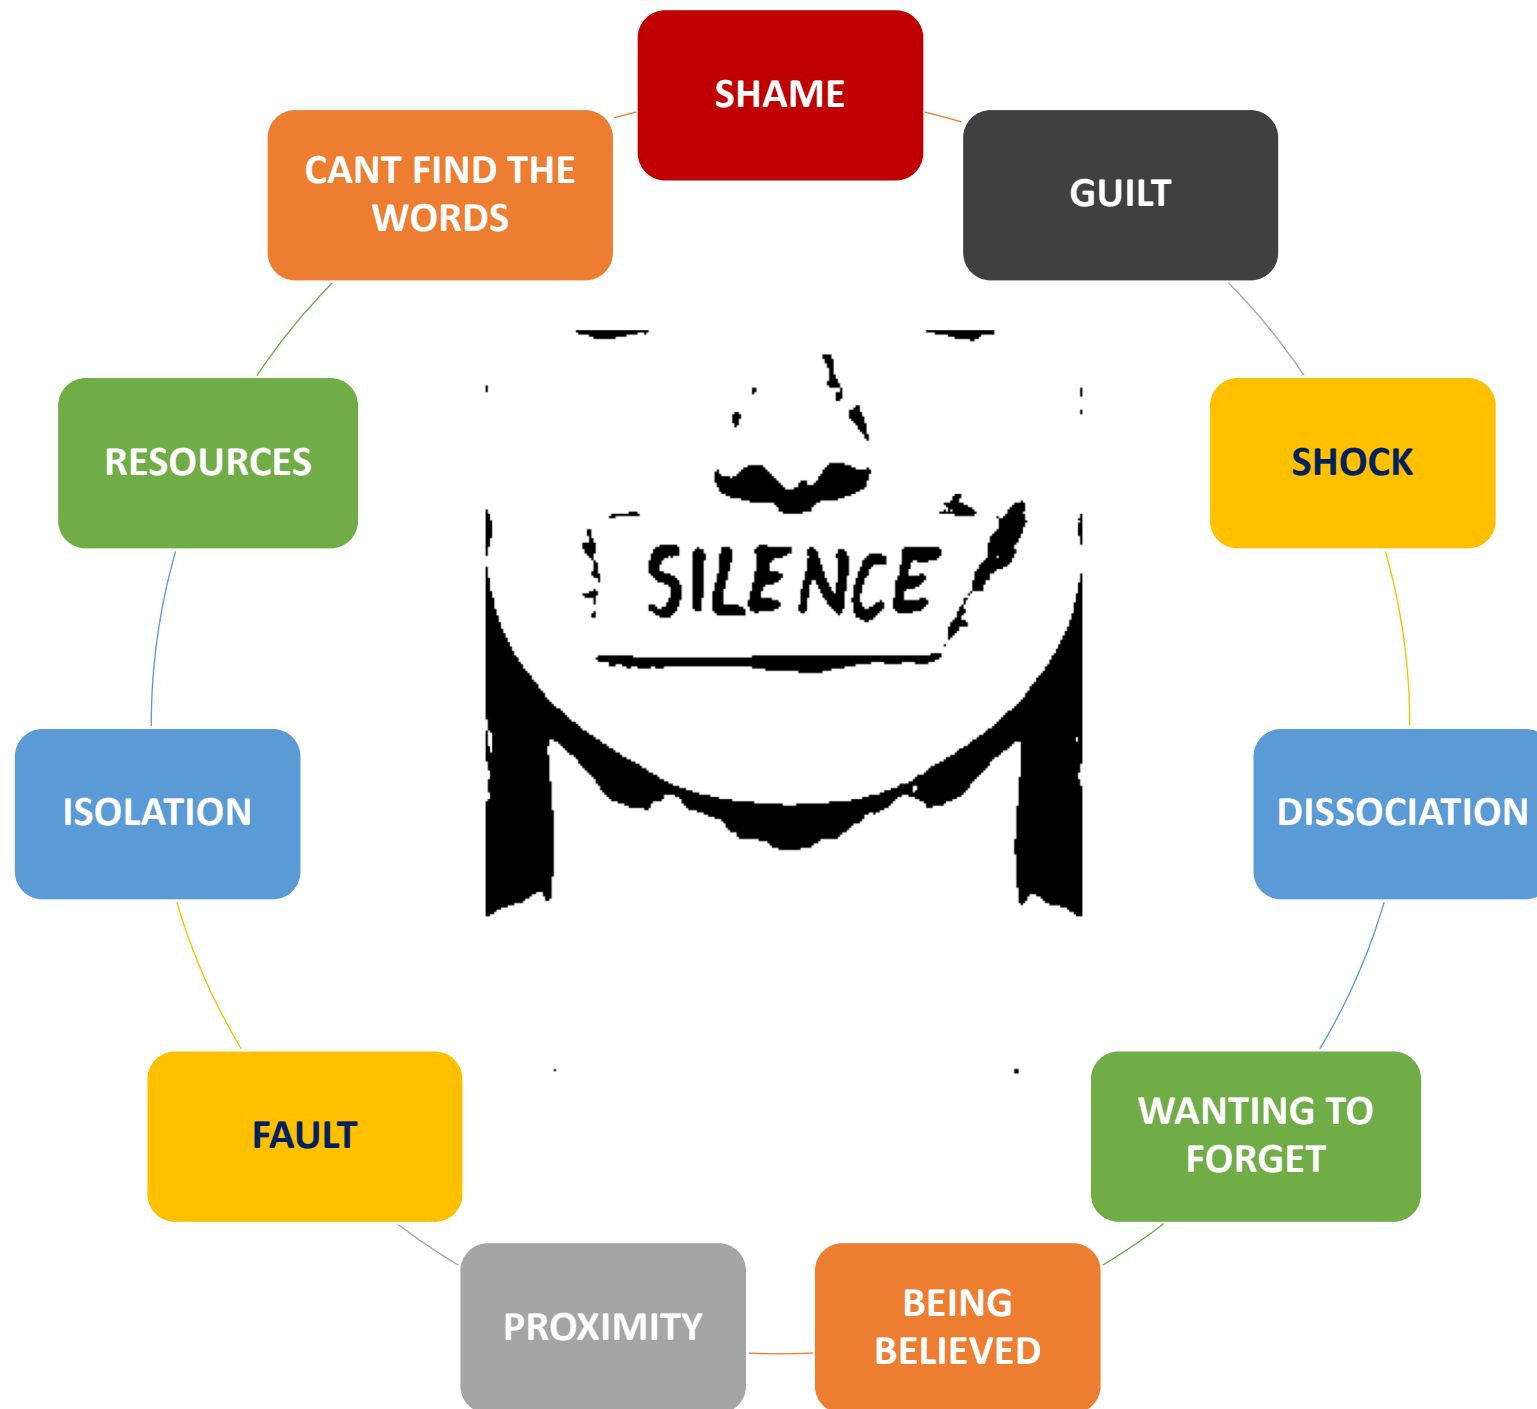 SHAME
GUILT
SHOCK
DISSOCIATION
WANTING TO
FORGET
BEING
BELIEVED
PROXIMITY
FAULT
ISOLATION
RESOURCES
CANT FIND THE
WORDS
SILENCE